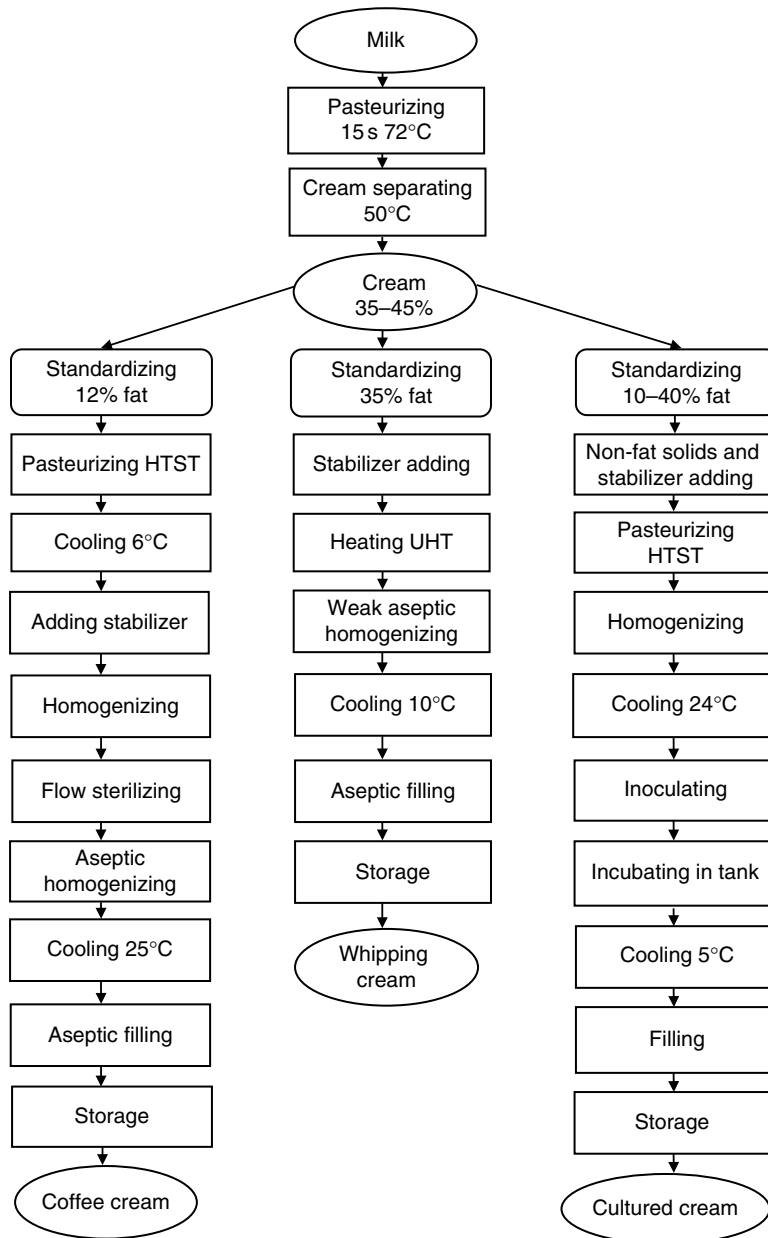 Milk
Pasteurizing
15 s 72°C
Cream separating
50°C
Cream
35–45%
Standardizing
12% fat
Pasteurizing HTST
Cooling 6°C
Adding stabilizer
Homogenizing
Flow sterilizing
Aseptic
homogenizing
Cooling 25°C
Aseptic filling
Storage
Coffee cream
Standardizing
35% fat
Stabilizer adding
Heating UHT
Weak aseptic
homogenizing
Cooling 10°C
Aseptic filling
Storage
Whipping
cream
Standardizing
10–40% fat
Non-fat solids and
stabilizer adding
Pasteurizing
HTST
Homogenizing
Cooling 24°C
Inoculating
Incubating in tank
Cooling 5°C
Filling
Storage
Cultured cream